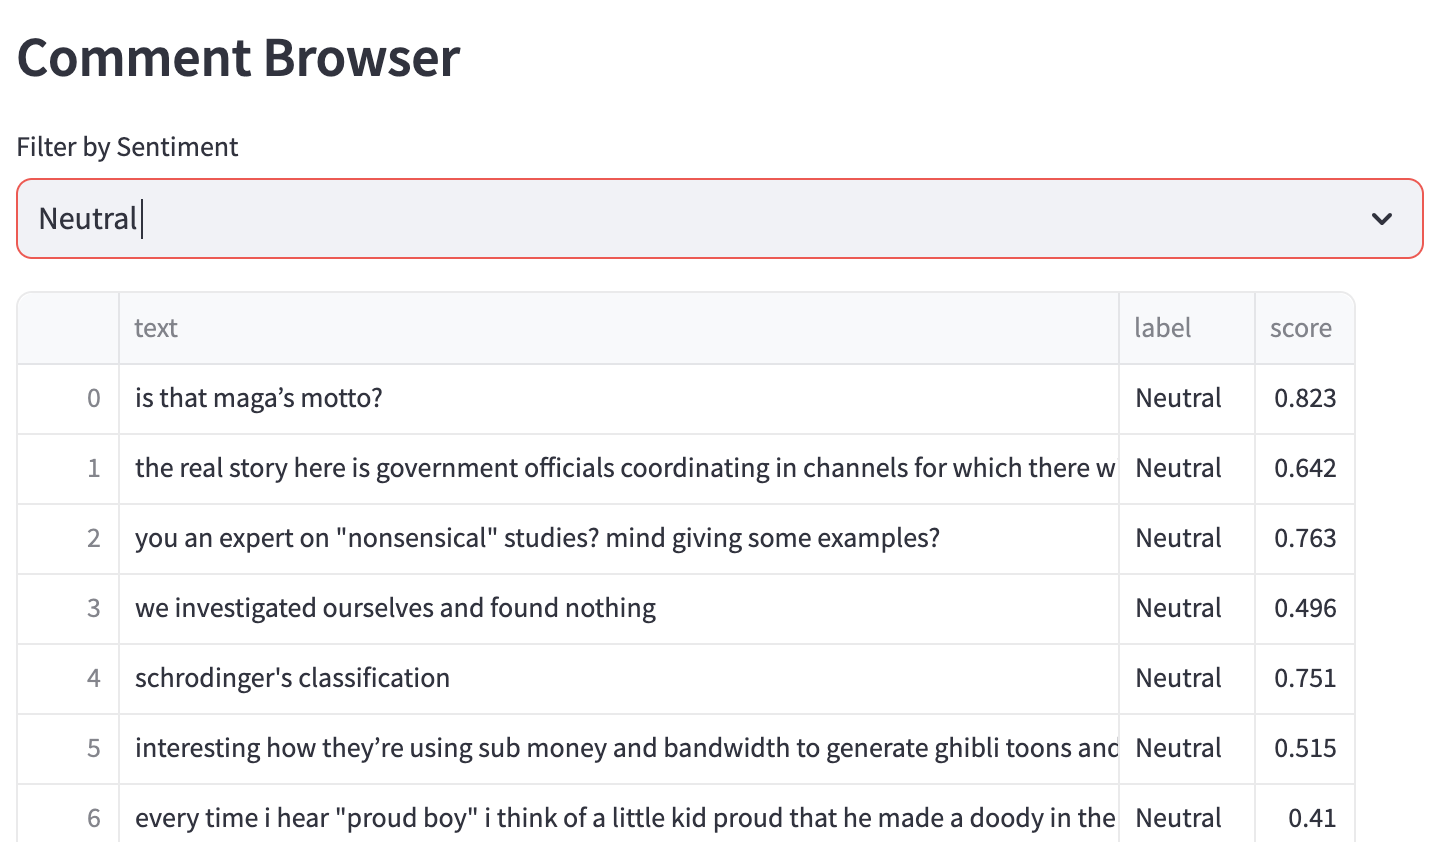 Comment Browser
Filter by Sentiment
Neutral
text label score
0 is that maga’s motto? Neutral 0.823
1 the real story here is government officials coordinating in channels for which there w Neutral 0.642
2 you an expert on "nonsensical" studies? mind giving some examples? Neutral 0.763
3 we investigated ourselves and found nothing Neutral 0.496
4 schrodinger's classification Neutral 0.751
5 interesting how they’re using sub money and bandwidth to generate ghibli toons and Neutral 0.515
6 every time i hear "proud boy" i think of a little kid proud that he made a doody in the Neutral 0.41